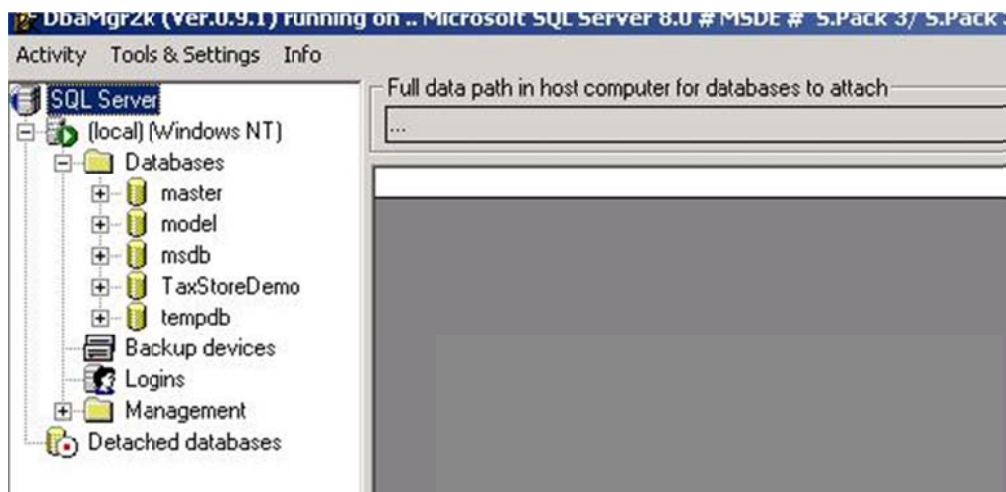 DbaMgr2k (Ver.0.9.1) running on .. Microsoft SQL Server 8.0 # MSDE # S.Pack 3/ S.Pack
Activity Tools & Settings Info
SQL Server
(local) (Windows NT)
Databases
master
model
msdb
TaxStoreDemo
tempdb
Backup devices
Logins
Management
Detached databases
Full data path in host computer for databases to attach
...